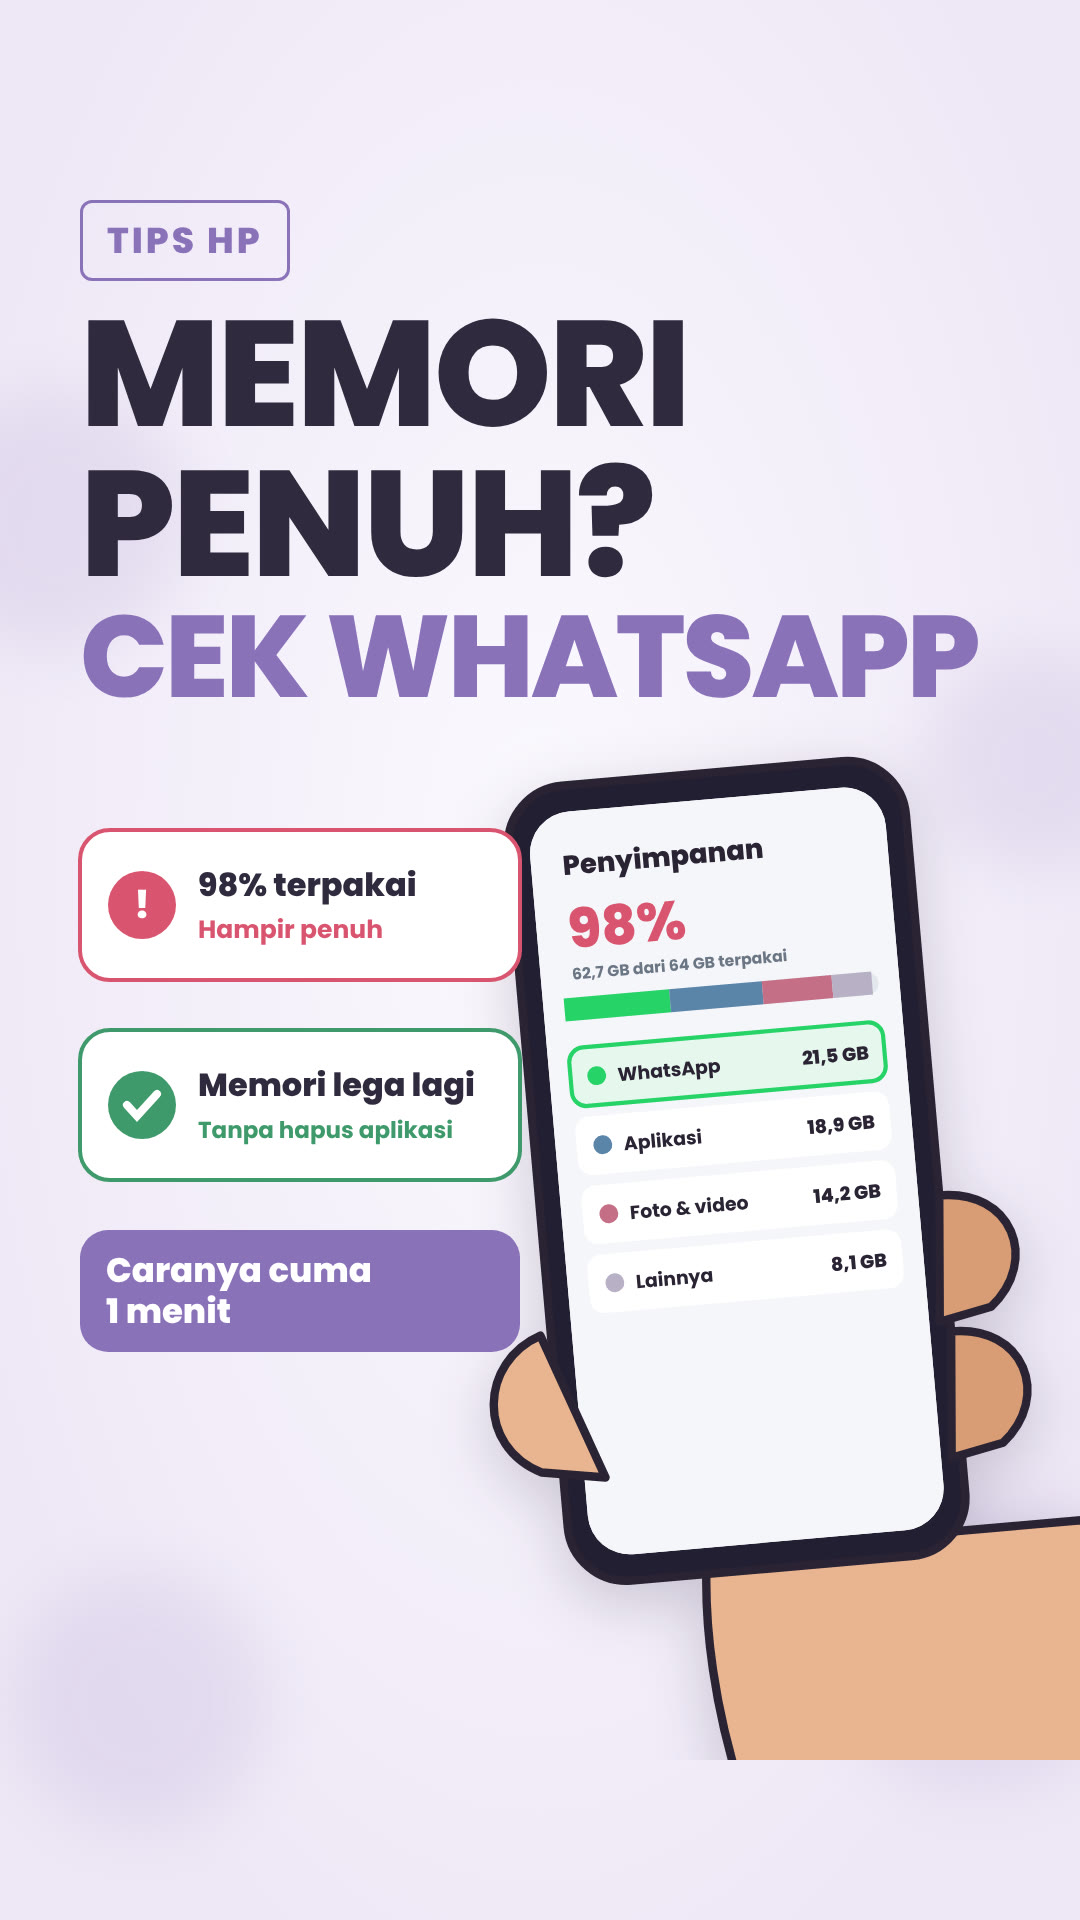 TIPS HP
MEMORI
PENUH?
CEK WHATSAPP
!
98% terpakai
Hampir penuh
Memori lega lagi
Tanpa hapus aplikasi
Caranya cuma
1 menit
Penyimpanan
98%
62,7 GB dari 64 GB terpakai
WhatsApp 21,5 GB
Aplikasi 18,9 GB
Foto & video 14,2 GB
Lainnya 8,1 GB